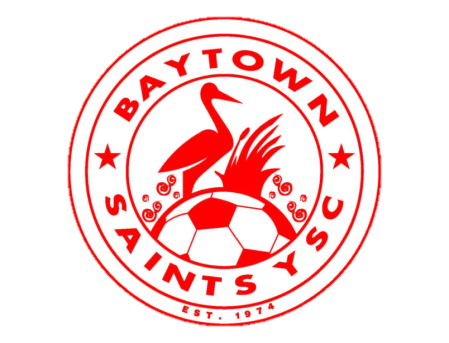 BAYTOWN
SAINTS YSC
EST. 1974